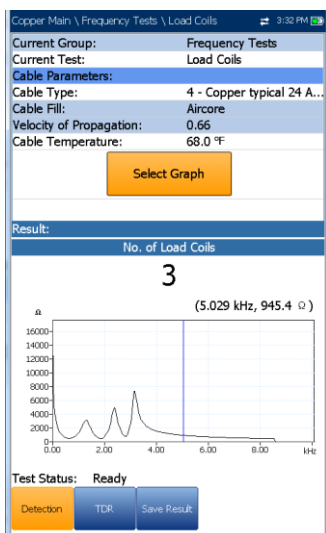 Copper Main \ Frequency Tests \ Load Coils 3:32 PM
Current Group: Frequency Tests
Current Test: Load Coils
Cable Parameters:
Cable Type: 4 - Copper typical 24 A...
Cable Fill: Aircore
Velocity of Propagation: 0.66
Cable Temperature: 68.0 ºF
Select Graph
Result:
No. of Load Coils
3
(5.029 kHz, 945.4 Ω)
Ω
16000
14000
12000
10000
8000
6000
4000
2000
0
0.00 2.00 4.00 6.00 8.00 kHz
Test Status: Ready
Detection TDR Save Result